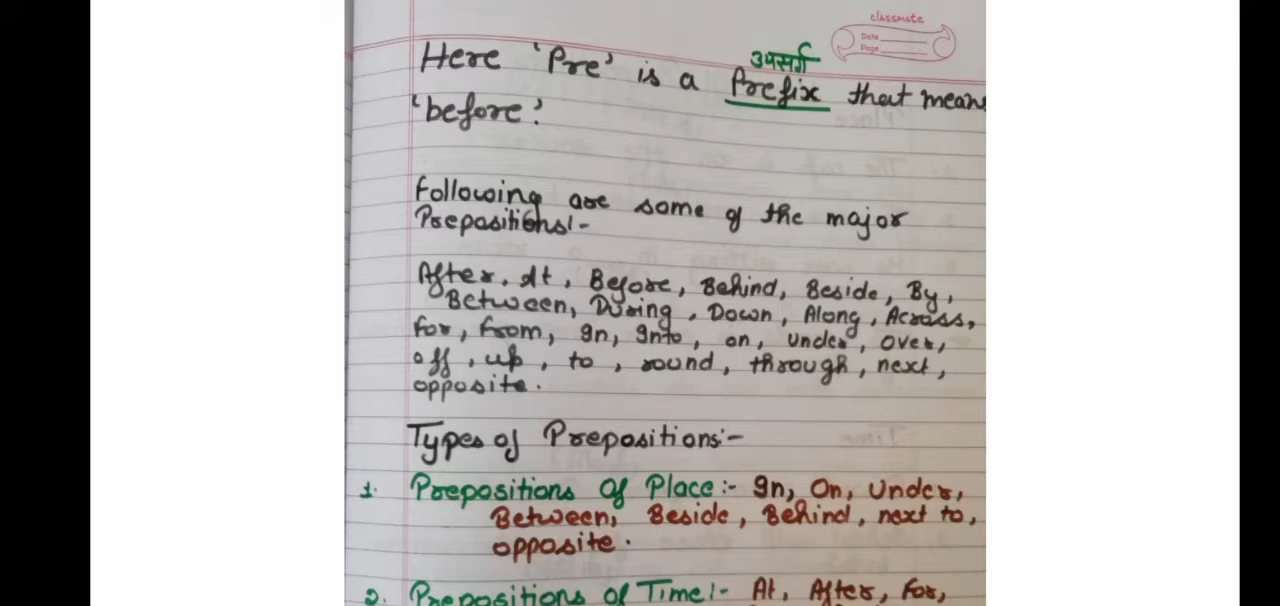 classmate
Date
Page
उपसर्ग
Here 'Pre' is a Prefix that means
'before'.
Following are some of the major
Prepositions:-
After, At, Before, Behind, Beside, By,
Between, During, Down, Along, Across,
for, from, In, Into, on, under, over,
off, up, to, round, through, next,
opposite.
Types of Prepositions:-
1. Prepositions Of Place:- In, On, Under,
Between, Beside, Behind, next to,
opposite.
2. Prepositions of Time:- At, After, For,